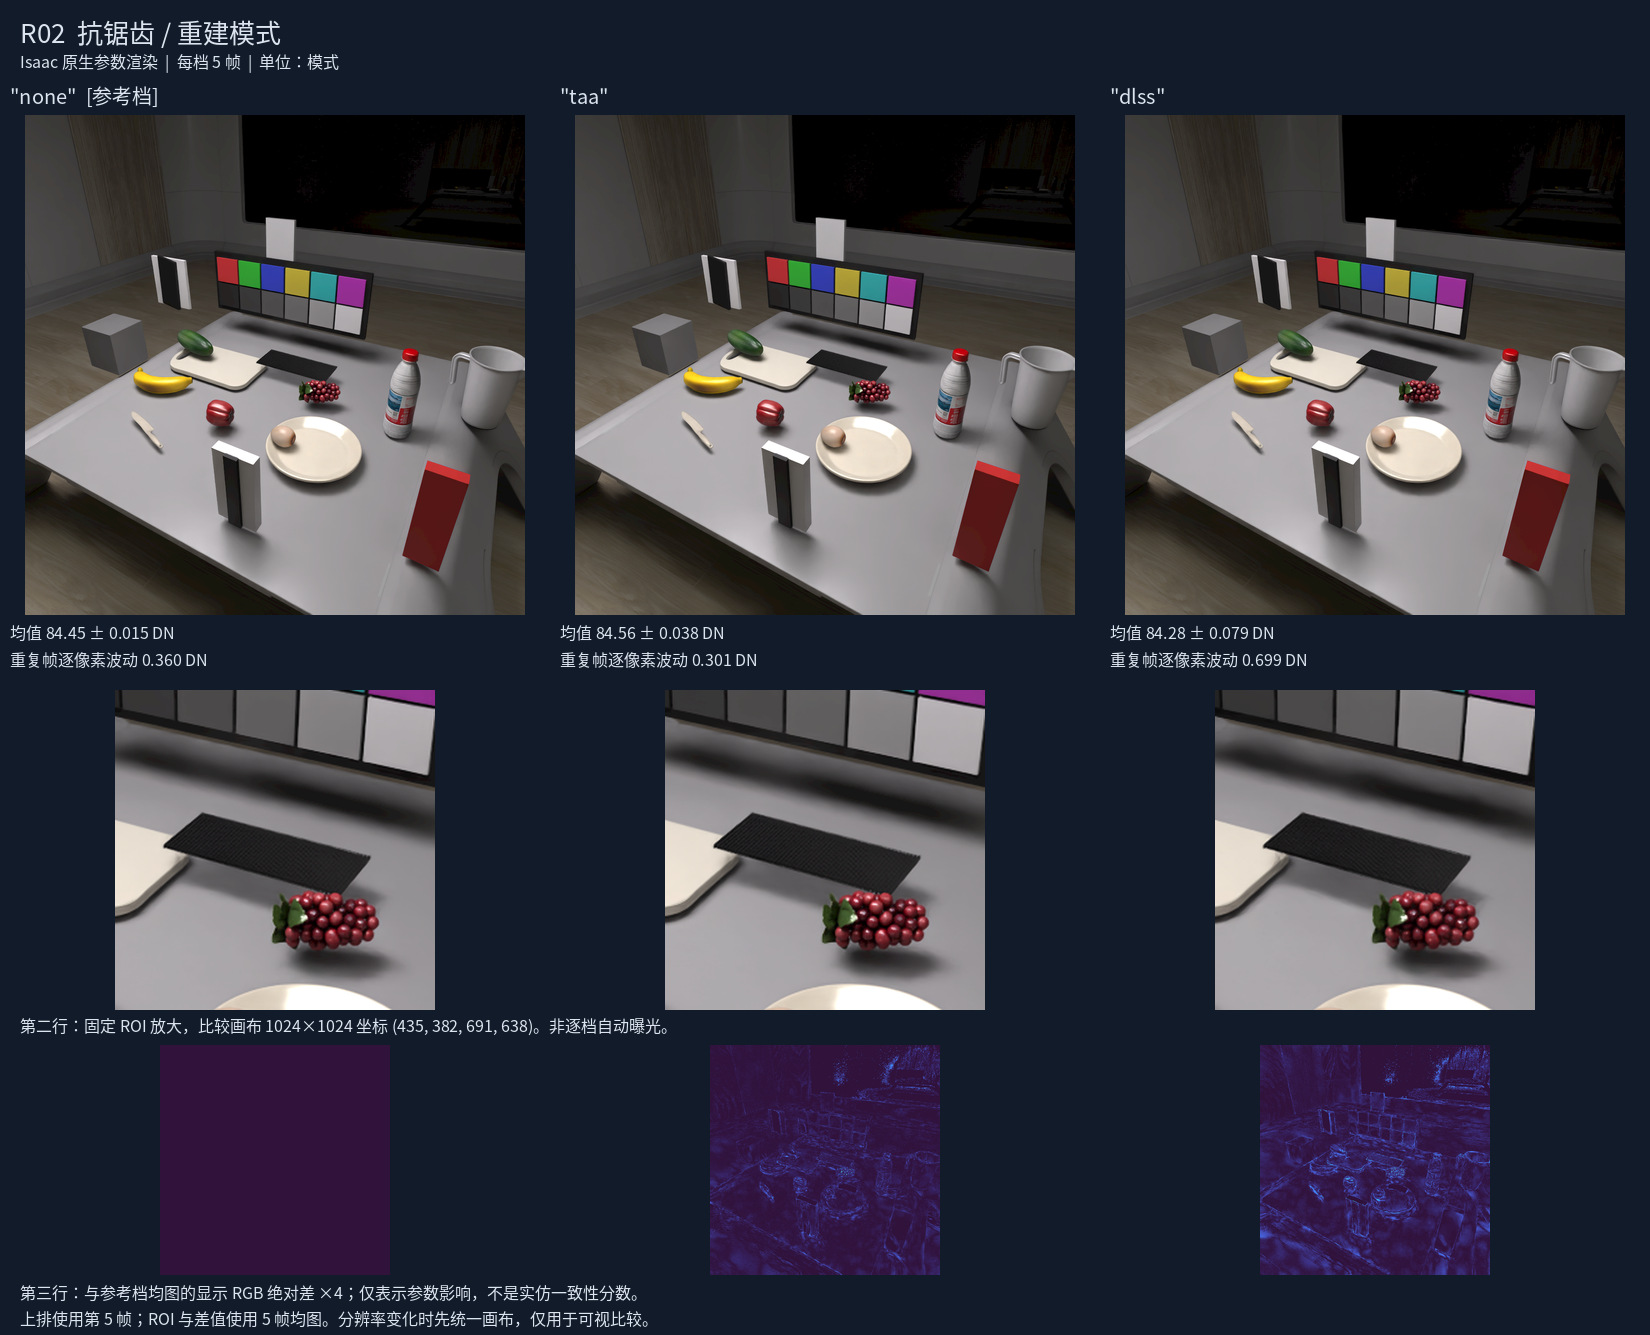 R02 抗锯齿 / 重建模式
Isaac 原生参数渲染 | 每档 5 帧 | 单位：模式
"none" [参考档]
"taa"
"dlss"
均值 84.45 ± 0.015 DN
重复帧逐像素波动 0.360 DN
均值 84.56 ± 0.038 DN
重复帧逐像素波动 0.301 DN
均值 84.28 ± 0.079 DN
重复帧逐像素波动 0.699 DN
第二行：固定 ROI 放大，比较画布 1024×1024 坐标 (435, 382, 691, 638)。非逐档自动曝光。
第三行：与参考档均图的显示 RGB 绝对差 ×4；仅表示参数影响，不是实仿一致性分数。
上排使用第 5 帧；ROI 与差值使用 5 帧均图。分辨率变化时先统一画布，仅用于可视比较。